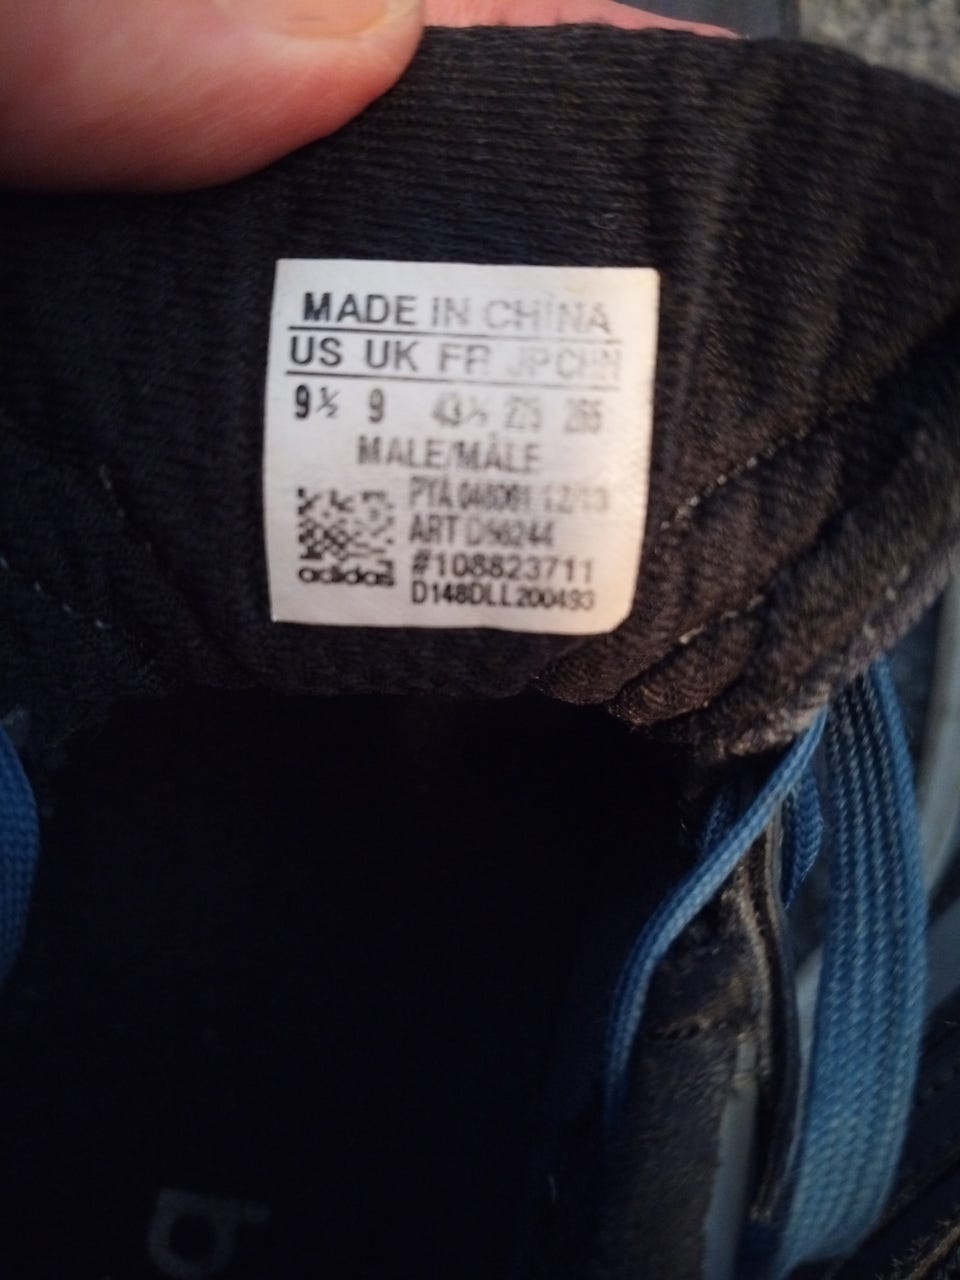 MADE IN CHINA
US UK FR JP CHN
9½ 9 43⅓ 275 265
MALE/MÂLE
PYA
ART
adidas
#108823711
D148DLL200493